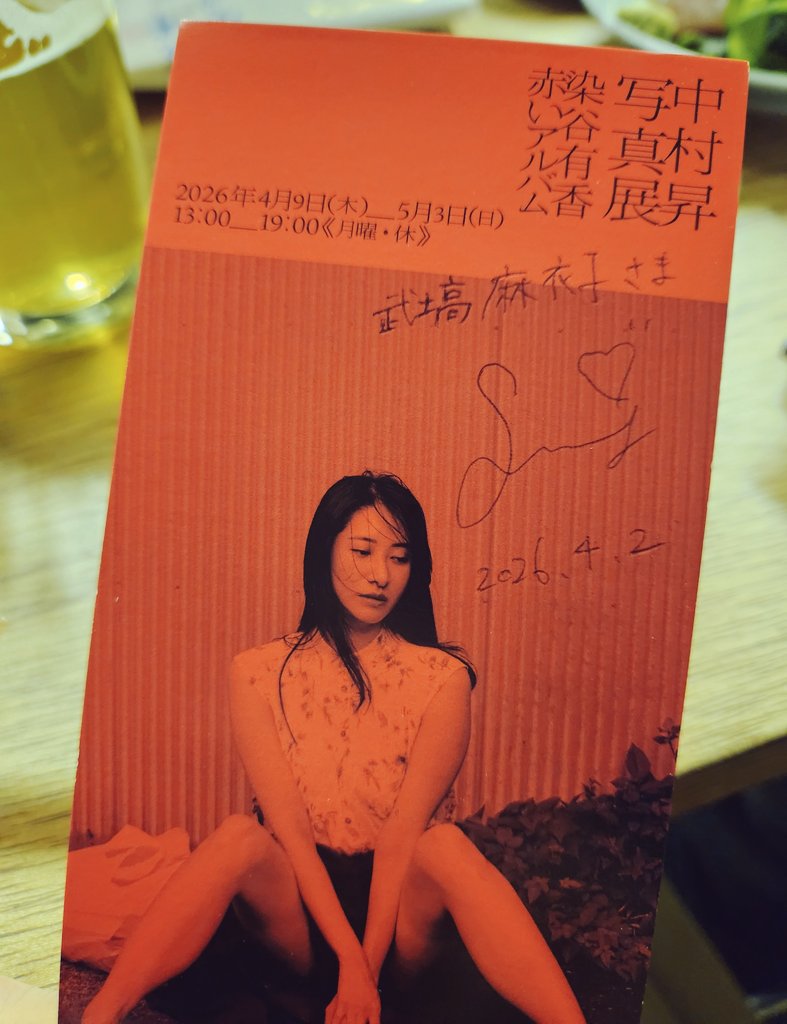 中村昇
写真展
染谷有香
赤いアルバム
2026年4月9日(木)__5月3日(日)
13:00__19:00《月曜・休》
武塙麻衣子さま
2026.4.2